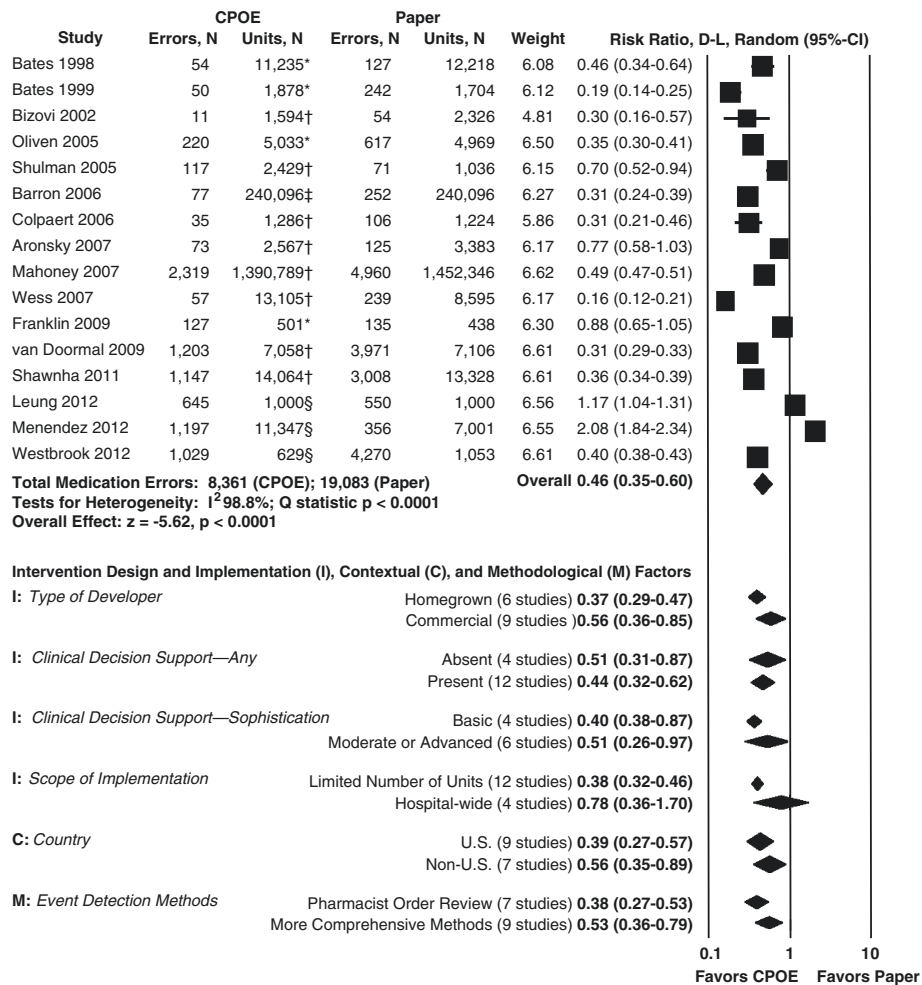 CPOE Paper
Study Errors, N Units, N Errors, N Units, N Weight Risk Ratio, D-L, Random (95%-CI)
Bates 1998 54 11,235* 127 12,218 6.08 0.46 (0.34-0.64)
Bates 1999 50 1,878* 242 1,704 6.12 0.19 (0.14-0.25)
Bizovi 2002 11 1,594† 54 2,326 4.81 0.30 (0.16-0.57)
Oliven 2005 220 5,033* 617 4,969 6.50 0.35 (0.30-0.41)
Shulman 2005 117 2,429† 71 1,036 6.15 0.70 (0.52-0.94)
Barron 2006 77 240,096‡ 252 240,096 6.27 0.31 (0.24-0.39)
Colpaert 2006 35 1,286† 106 1,224 5.86 0.31 (0.21-0.46)
Aronsky 2007 73 2,567† 125 3,383 6.17 0.77 (0.58-1.03)
Mahoney 2007 2,319 1,390,789† 4,960 1,452,346 6.62 0.49 (0.47-0.51)
Wess 2007 57 13,105† 239 8,595 6.17 0.16 (0.12-0.21)
Franklin 2009 127 501* 135 438 6.30 0.88 (0.65-1.05)
van Doormal 2009 1,203 7,058† 3,971 7,106 6.61 0.31 (0.29-0.33)
Shawnha 2011 1,147 14,064† 3,008 13,328 6.61 0.36 (0.34-0.39)
Leung 2012 645 1,000§ 550 1,000 6.56 1.17 (1.04-1.31)
Menendez 2012 1,197 11,347§ 356 7,001 6.55 2.08 (1.84-2.34)
Westbrook 2012 1,029 629§ 4,270 1,053 6.61 0.40 (0.38-0.43)
Total Medication Errors: 8,361 (CPOE); 19,083 (Paper) Overall 0.46 (0.35-0.60)
Tests for Heterogeneity: I² 98.8%; Q statistic p < 0.0001
Overall Effect: z = -5.62, p < 0.0001
Intervention Design and Implementation (I), Contextual (C), and Methodological (M) Factors
I: Type of Developer Homegrown (6 studies) 0.37 (0.29-0.47)
Commercial (9 studies )0.56 (0.36-0.85)
I: Clinical Decision Support—Any Absent (4 studies) 0.51 (0.31-0.87)
Present (12 studies) 0.44 (0.32-0.62)
I: Clinical Decision Support—Sophistication Basic (4 studies) 0.40 (0.38-0.87)
Moderate or Advanced (6 studies) 0.51 (0.26-0.97)
I: Scope of Implementation Limited Number of Units (12 studies) 0.38 (0.32-0.46)
Hospital-wide (4 studies) 0.78 (0.36-1.70)
C: Country U.S. (9 studies) 0.39 (0.27-0.57)
Non-U.S. (7 studies) 0.56 (0.35-0.89)
M: Event Detection Methods Pharmacist Order Review (7 studies) 0.38 (0.27-0.53)
More Comprehensive Methods (9 studies) 0.53 (0.36-0.79)
0.1 1 10
Favors CPOE Favors Paper